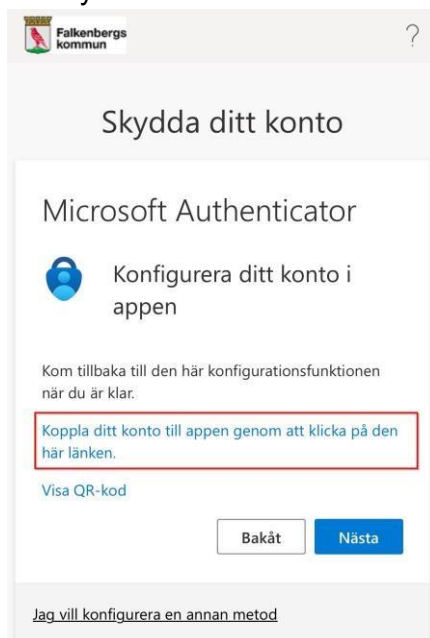 Falkenbergs
kommun
?
Skydda ditt konto
Microsoft Authenticator
Konfigurera ditt konto i
appen
Kom tillbaka till den här konfigurationsfunktionen
när du är klar.
Koppla ditt konto till appen genom att klicka på den
här länken.
Visa QR-kod
Bakåt
Nästa
Jag vill konfigurera en annan metod